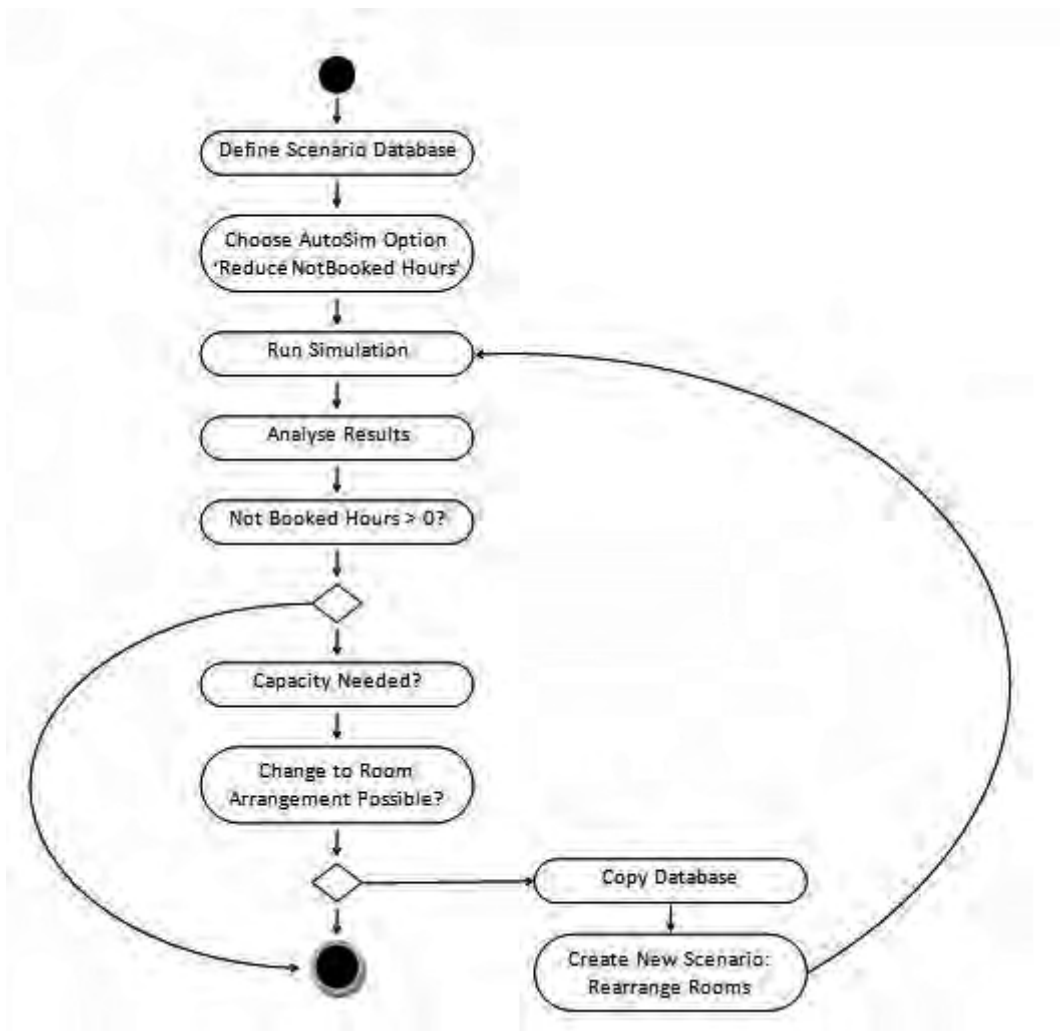 Define Scenario Database
Choose AutoSim Option
'Reduce NotBooked Hours'
Run Simulation
Analyse Results
Not Booked Hours > 0?
Capacity Needed?
Change to Room
Arrangement Possible?
Copy Database
Create New Scenario:
Rearrange Rooms